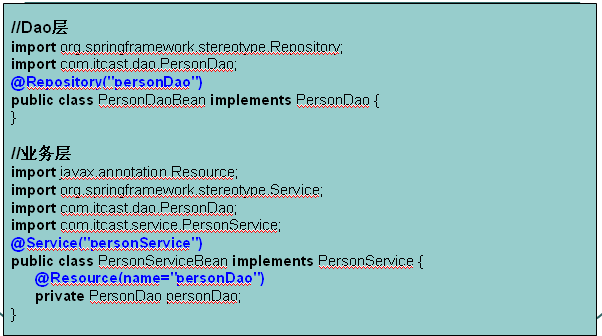 //Dao层
import org.springframework.stereotype.Repository;
import com.itcast.dao.PersonDao;
@Repository("personDao")
public class PersonDaoBean implements PersonDao {
}
//业务层
import javax.annotation.Resource;
import org.springframework.stereotype.Service;
import com.itcast.dao.PersonDao;
import com.itcast.service.PersonService;
@Service("personService")
public class PersonServiceBean implements PersonService {
@Resource(name="personDao")
private PersonDao personDao;
}